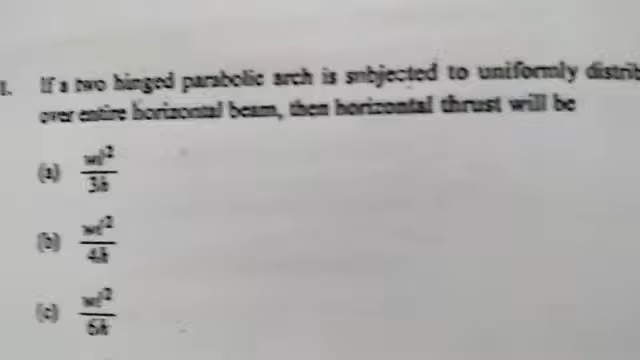 1. If a two hinged parabolic arch is subjected to uniformly distrib
over entire horizontal beam, then horizontal thrust will be
(a) wl²/3h
(b) wl²/4h
(c) wl²/6h